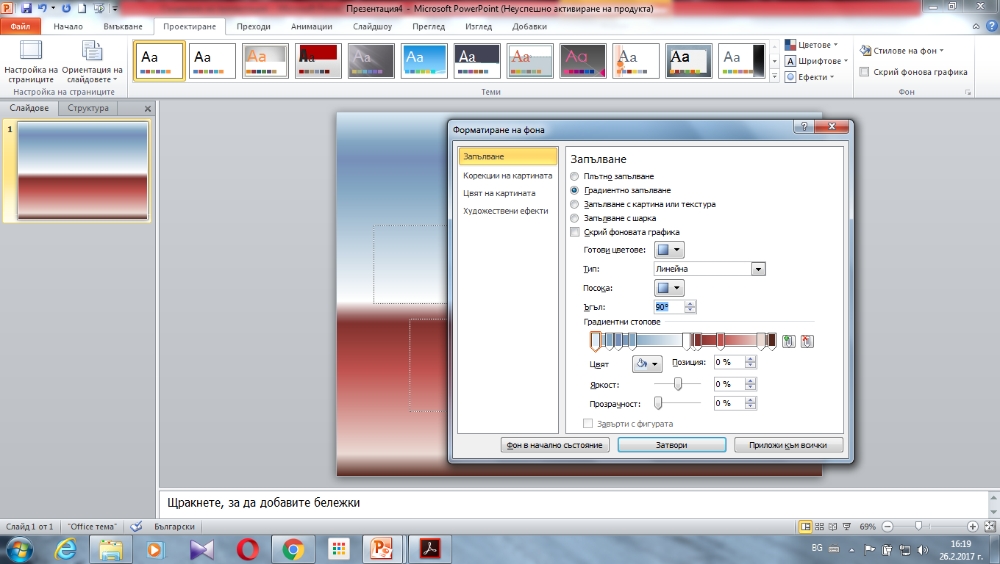 Презентация4 - Microsoft PowerPoint (Неуспешно активиране на продукта)
Файл Начало Вмъкване Проектиране Преходи Анимации Слайдшоу Преглед Изглед Добавки
Настройка на страниците
Ориентация на слайдовете
Настройка на страниците
Aa Aa Aa Aa Aa Aa Aa Aa Aa Aa Aa Aa
Теми
Цветове
Шрифтове
Ефекти
Стилове на фон
Скрий фонова графика
Фон
Слайдове Структура
1
Форматиране на фона
Запълване
Корекции на картината
Цвят на картината
Художествени ефекти
Запълване
Плътно запълване
Градиентно запълване
Запълване с картина или текстура
Запълване с шарка
Скрий фоновата графика
Готови цветове:
Тип: Линейна
Посока:
Ъгъл: 90°
Градиентни стопове
Цвят Позиция: 0 %
Яркост: 0 %
Прозрачност: 0 %
Завърти с фигурата
Фон в начално състояние Затвори Приложи към всички
Щракнете, за да добавите бележки
Слайд 1 от 1 "Office тема" Български 69%
BG 16:19
26.2.2017 г.